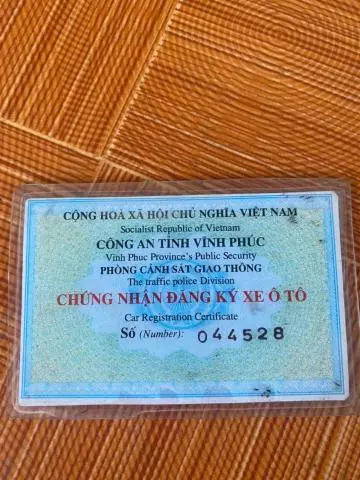 CỘNG HOÀ XÃ HỘI CHỦ NGHĨA VIỆT NAM
Socialist Republic of Vietnam
CÔNG AN TỈNH VĨNH PHÚC
Vinh Phuc Province's Public Security
PHÒNG CẢNH SÁT GIAO THÔNG
The traffic police Division
CHỨNG NHẬN ĐĂNG KÝ XE Ô TÔ
Car Registration Certificate
Số (Number): 044528